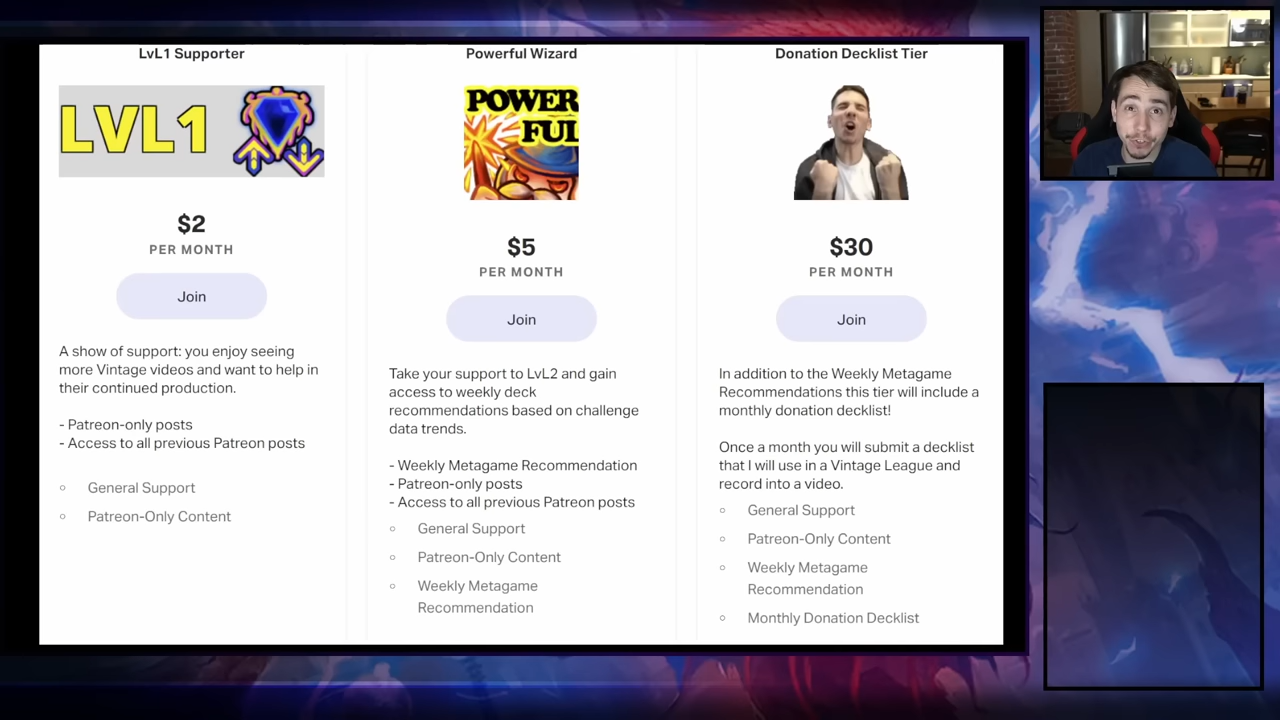 LvL1 Supporter
LVL1
$2
PER MONTH
Join
A show of support: you enjoy seeing
more Vintage videos and want to help in
their continued production.
- Patreon-only posts
- Access to all previous Patreon posts
General Support
Patreon-Only Content
Powerful Wizard
POWER
FUL
$5
PER MONTH
Join
Take your support to LvL2 and gain
access to weekly deck
recommendations based on challenge
data trends.
- Weekly Metagame Recommendation
- Patreon-only posts
- Access to all previous Patreon posts
General Support
Patreon-Only Content
Weekly Metagame
Recommendation
Donation Decklist Tier
$30
PER MONTH
Join
In addition to the Weekly Metagame
Recommendations this tier will include a
monthly donation decklist!
Once a month you will submit a decklist
that I will use in a Vintage League and
record into a video.
General Support
Patreon-Only Content
Weekly Metagame
Recommendation
Monthly Donation Decklist